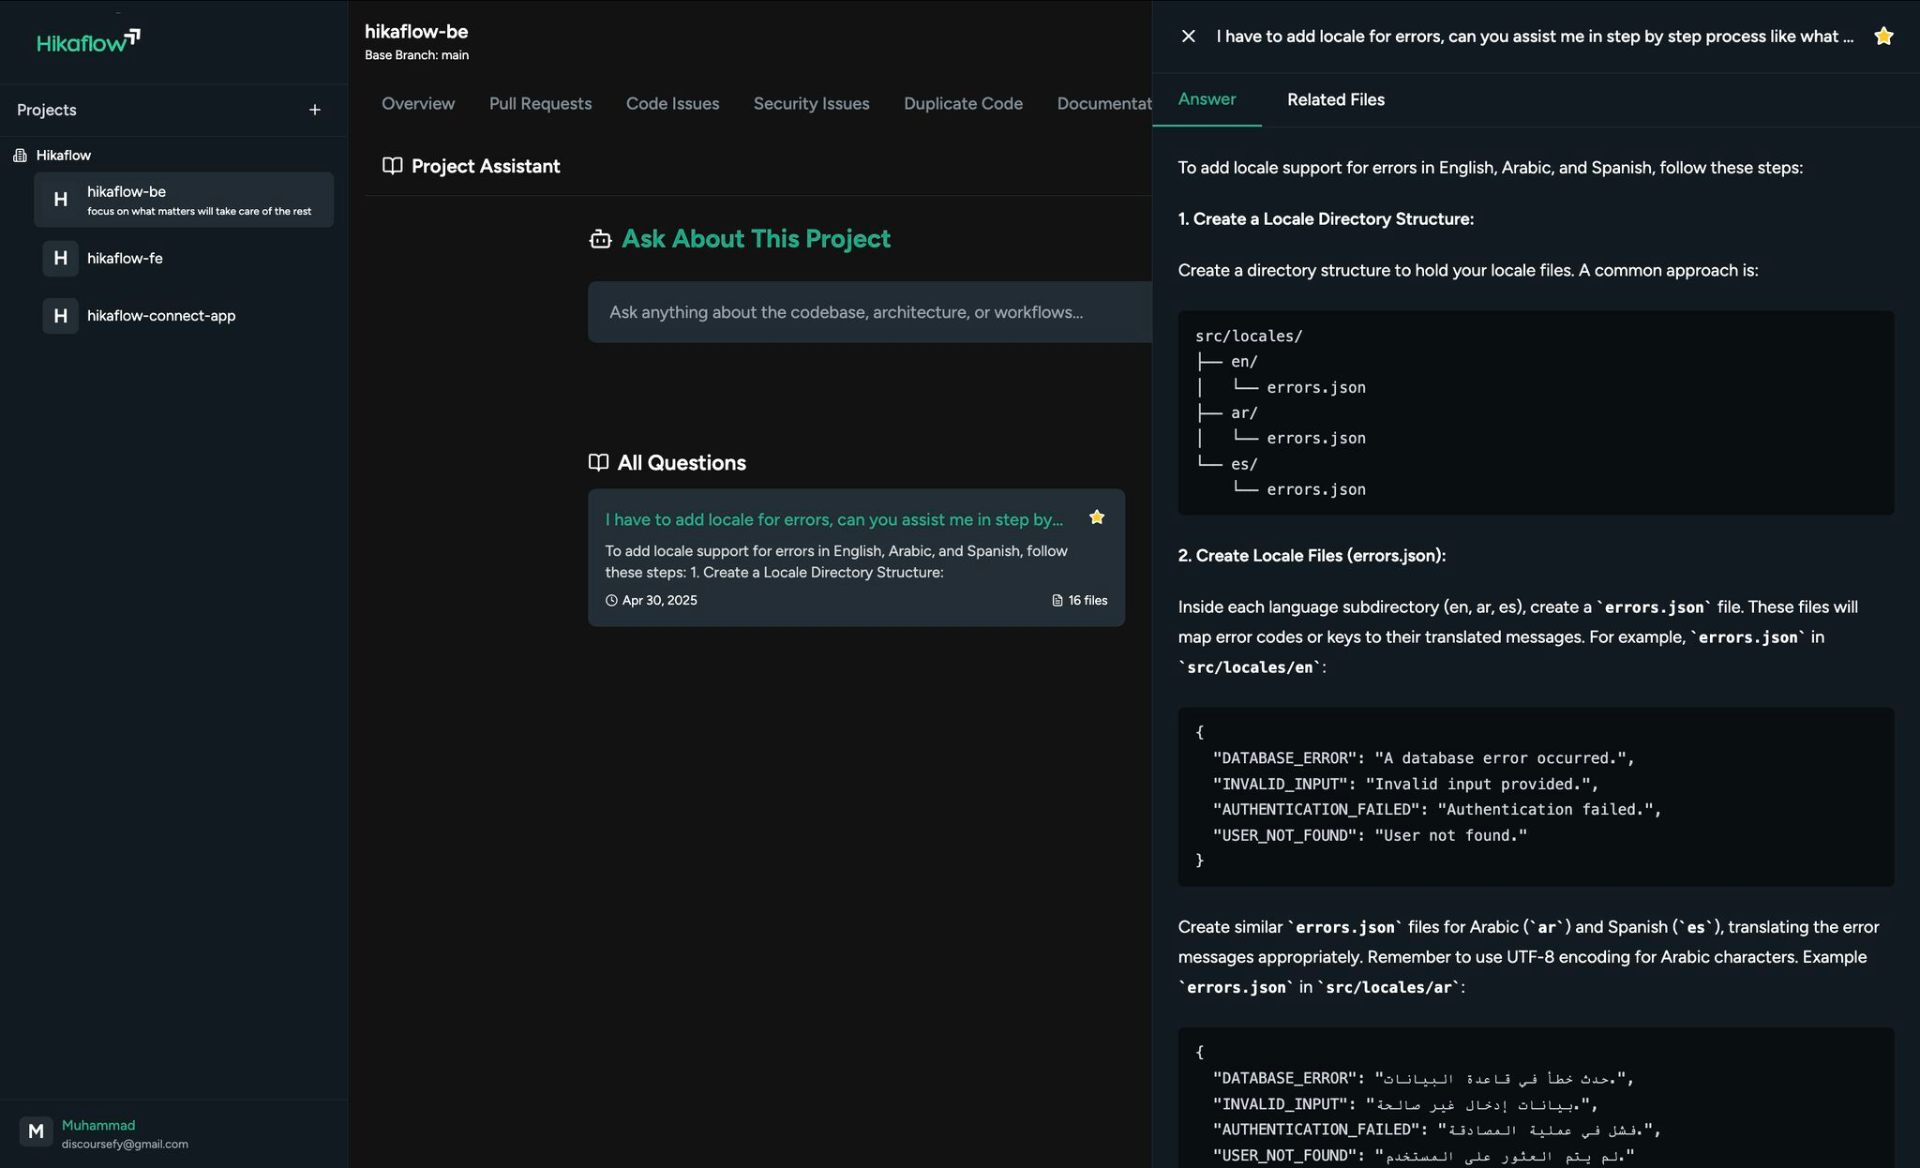 Hikaflow
Projects
+
Hikaflow
H
hikaflow-be
focus on what matters will take care of the rest
H
hikaflow-fe
H
hikaflow-connect-app
M
Muhammad
discoursefy@gmail.com
hikaflow-be
Base Branch: main
Overview Pull Requests Code Issues Security Issues Duplicate Code Documentat
Project Assistant
Ask About This Project
Ask anything about the codebase, architecture, or workflows...
All Questions
I have to add locale for errors, can you assist me in step by...
To add locale support for errors in English, Arabic, and Spanish, follow
these steps: 1. Create a Locale Directory Structure:
Apr 30, 2025 16 files
I have to add locale for errors, can you assist me in step by step process like what ...
Answer Related Files
To add locale support for errors in English, Arabic, and Spanish, follow these steps:
1. Create a Locale Directory Structure:
Create a directory structure to hold your locale files. A common approach is:
src/locales/
├── en/
│   └── errors.json
├── ar/
│   └── errors.json
└── es/
    └── errors.json
2. Create Locale Files (errors.json):
Inside each language subdirectory (en, ar, es), create a `errors.json` file. These files will
map error codes or keys to their translated messages. For example, `errors.json` in
`src/locales/en`:
{
  "DATABASE_ERROR": "A database error occurred.",
  "INVALID_INPUT": "Invalid input provided.",
  "AUTHENTICATION_FAILED": "Authentication failed.",
  "USER_NOT_FOUND": "User not found."
}
Create similar `errors.json` files for Arabic (`ar`) and Spanish (`es`), translating the error
messages appropriately. Remember to use UTF-8 encoding for Arabic characters. Example
`errors.json` in `src/locales/ar`:
{
  "DATABASE_ERROR": "حدث خطأ في قاعدة البيانات.",
  "INVALID_INPUT": "بيانات إدخال غير صالحة.",
  "AUTHENTICATION_FAILED": "فشل في عملية المصادقة.",
  "USER_NOT_FOUND": "لم يتم العثور على المستخدم."